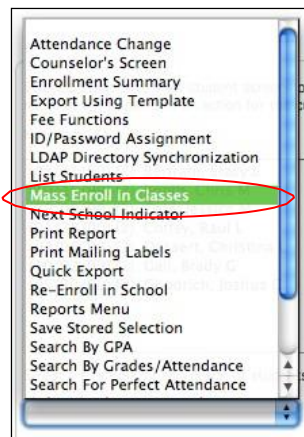 Attendance Change
Counselor's Screen
Enrollment Summary
Export Using Template
Fee Functions
ID/Password Assignment
LDAP Directory Synchronization
List Students
Mass Enroll in Classes
Next School Indicator
Print Report
Print Mailing Labels
Quick Export
Re-Enroll in School
Reports Menu
Save Stored Selection
Search By GPA
Search By Grades/Attendance
Search For Perfect Attendance